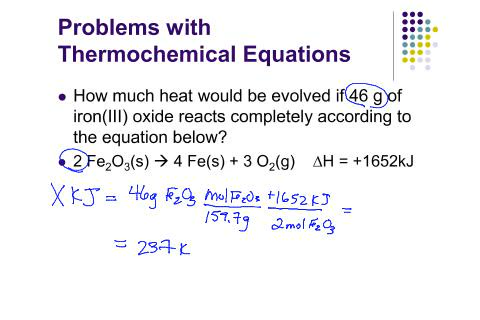 Problems with
Thermochemical Equations
• How much heat would be evolved if 46 g of
iron(III) oxide reacts completely according to
the equation below?
• 2 Fe₂O₃(s) → 4 Fe(s) + 3 O₂(g) ΔH = +1652kJ
X KJ = 46g Fe₂O₃ mol Fe₂O₃ +1652 KJ
159.7g 2 mol Fe₂O₃ =
= 237 K